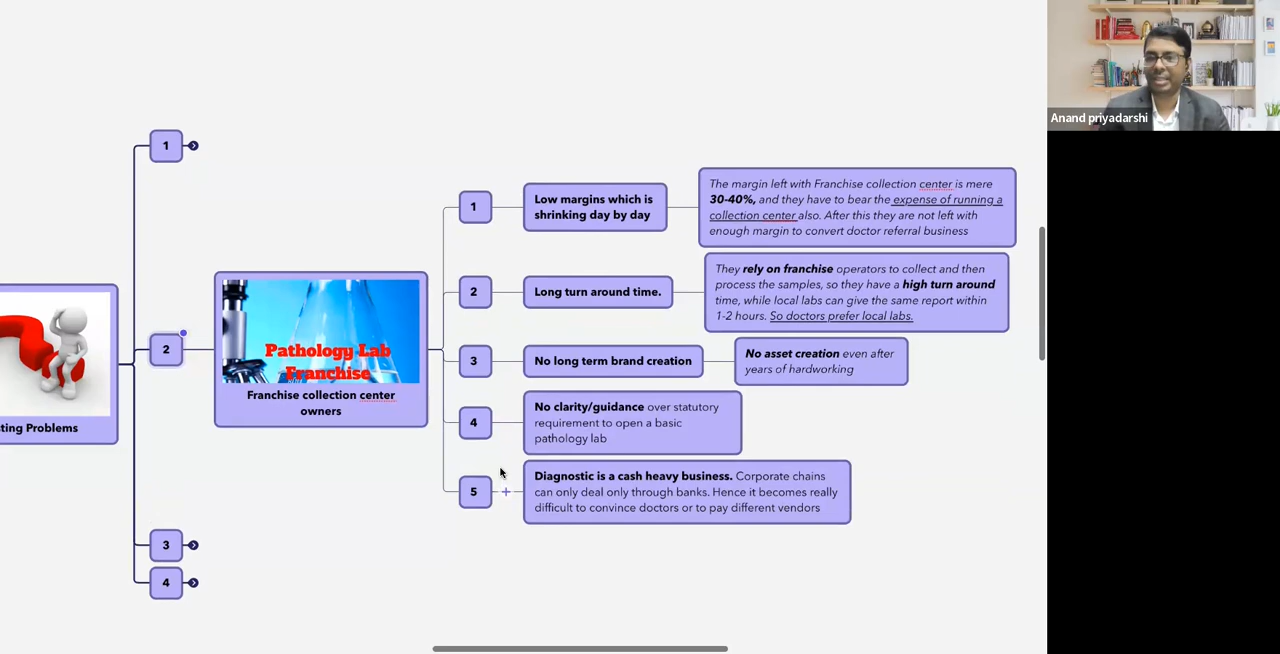 Anand priyadarshi
1
Low margins which is
shrinking day by day
1
The margin left with Franchise collection center is mere
30-40%, and they have to bear the expense of running a
collection center also. After this they are not left with
enough margin to convert doctor referral business
2
Long turn around time.
They rely on franchise operators to collect and then
process the samples, so they have a high turn around
time, while local labs can give the same report within
1-2 hours. So doctors prefer local labs.
2
Pathology Lab
Franchise
Franchise collection center
owners
3
No long term brand creation
No asset creation even after
years of hardworking
4
No clarity/guidance over statutory
requirement to open a basic
pathology lab
ting Problems
5
Diagnostic is a cash heavy business. Corporate chains
can only deal only through banks. Hence it becomes really
difficult to convince doctors or to pay different vendors
3
4